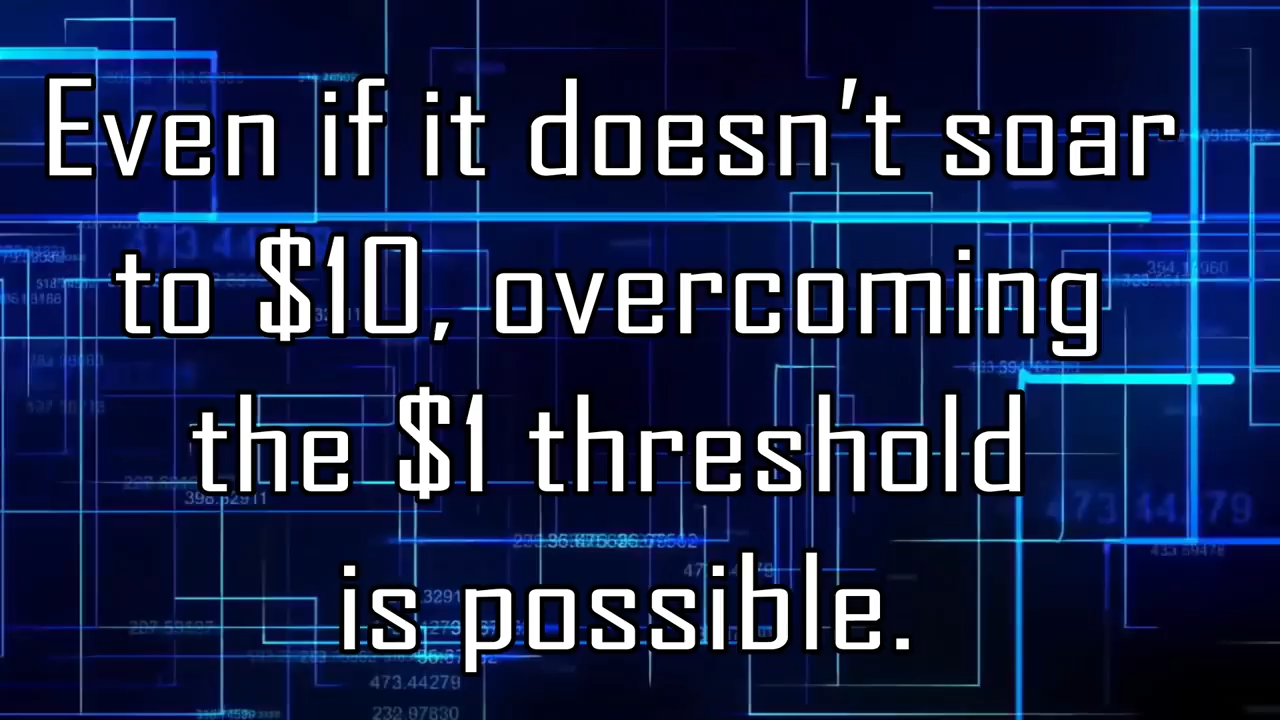 Even if it doesn't soar
to $10, overcoming
the $1 threshold
is possible.